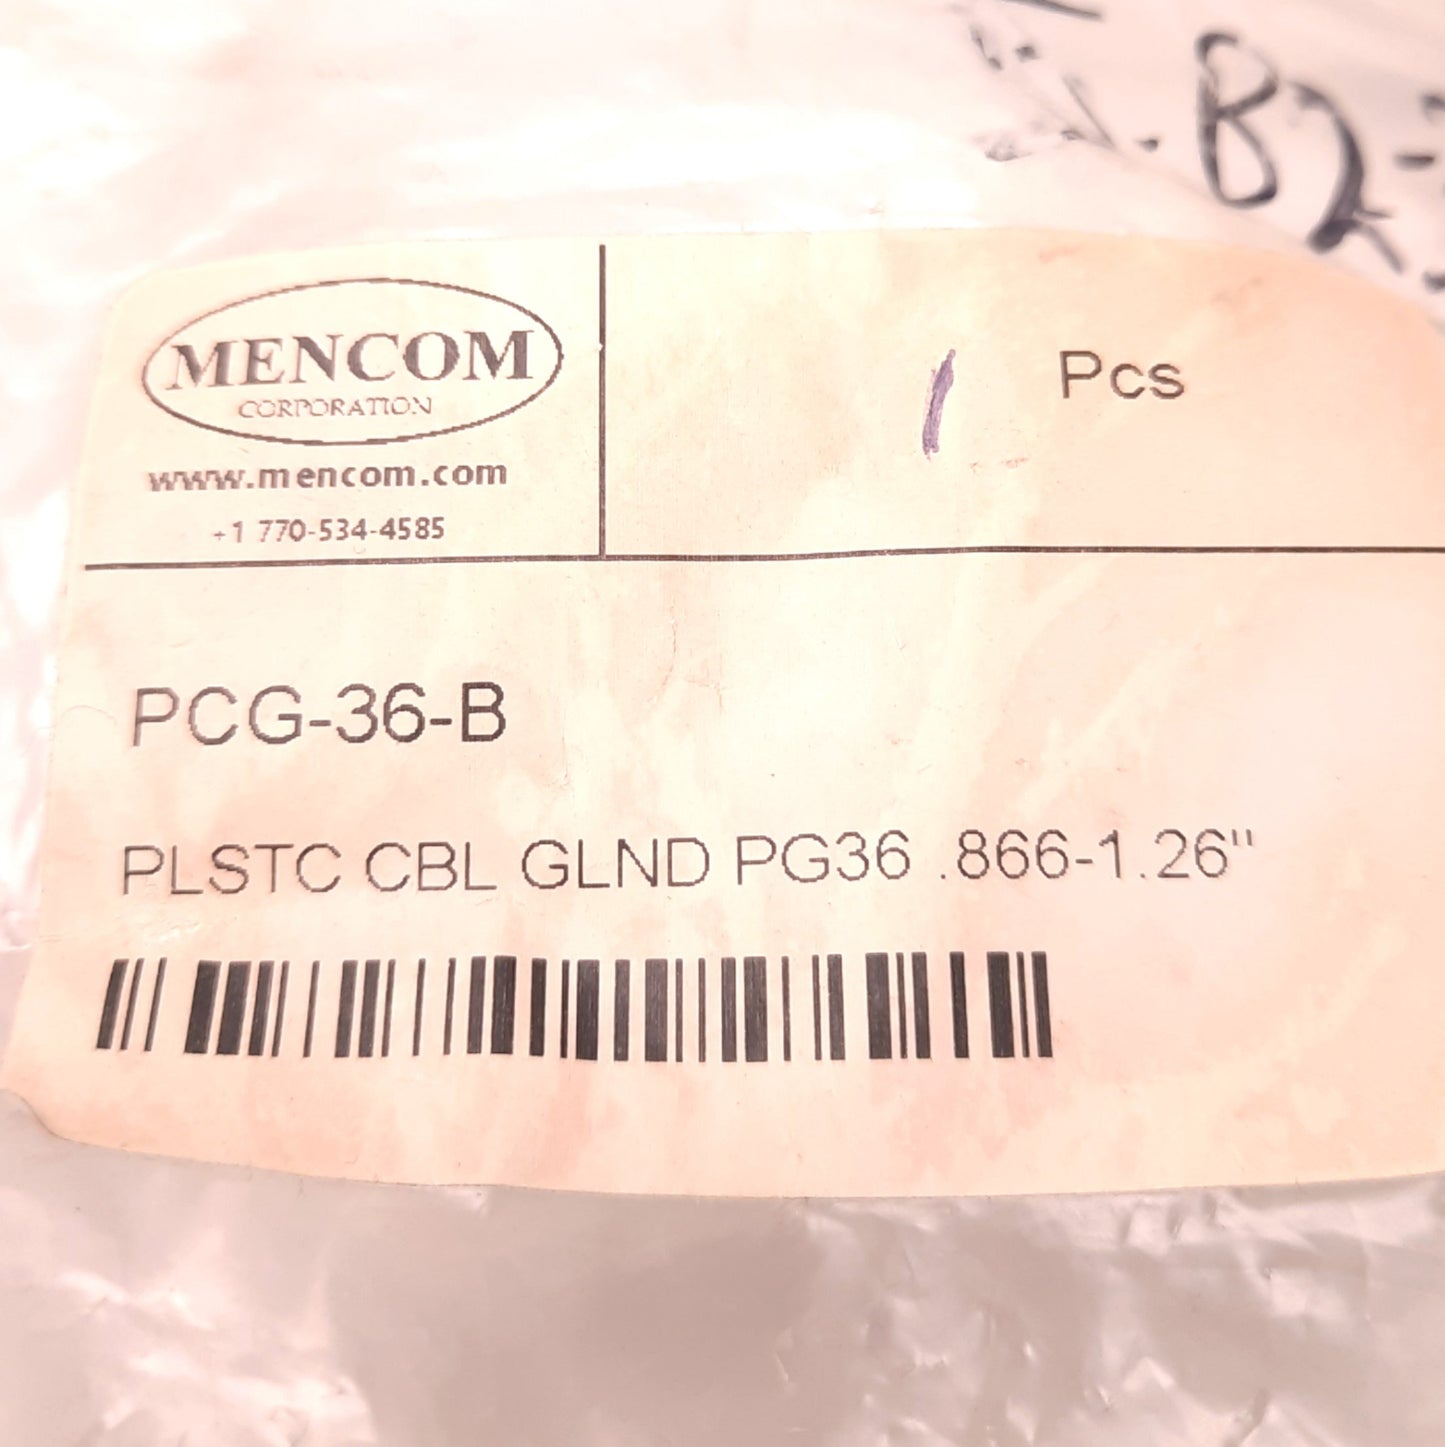 B2-
MENCOM
CORPORATION
www.mencom.com
+1 770-534-4585
1 Pcs
PCG-36-B
PLSTC CBL GLND PG36 .866-1.26"